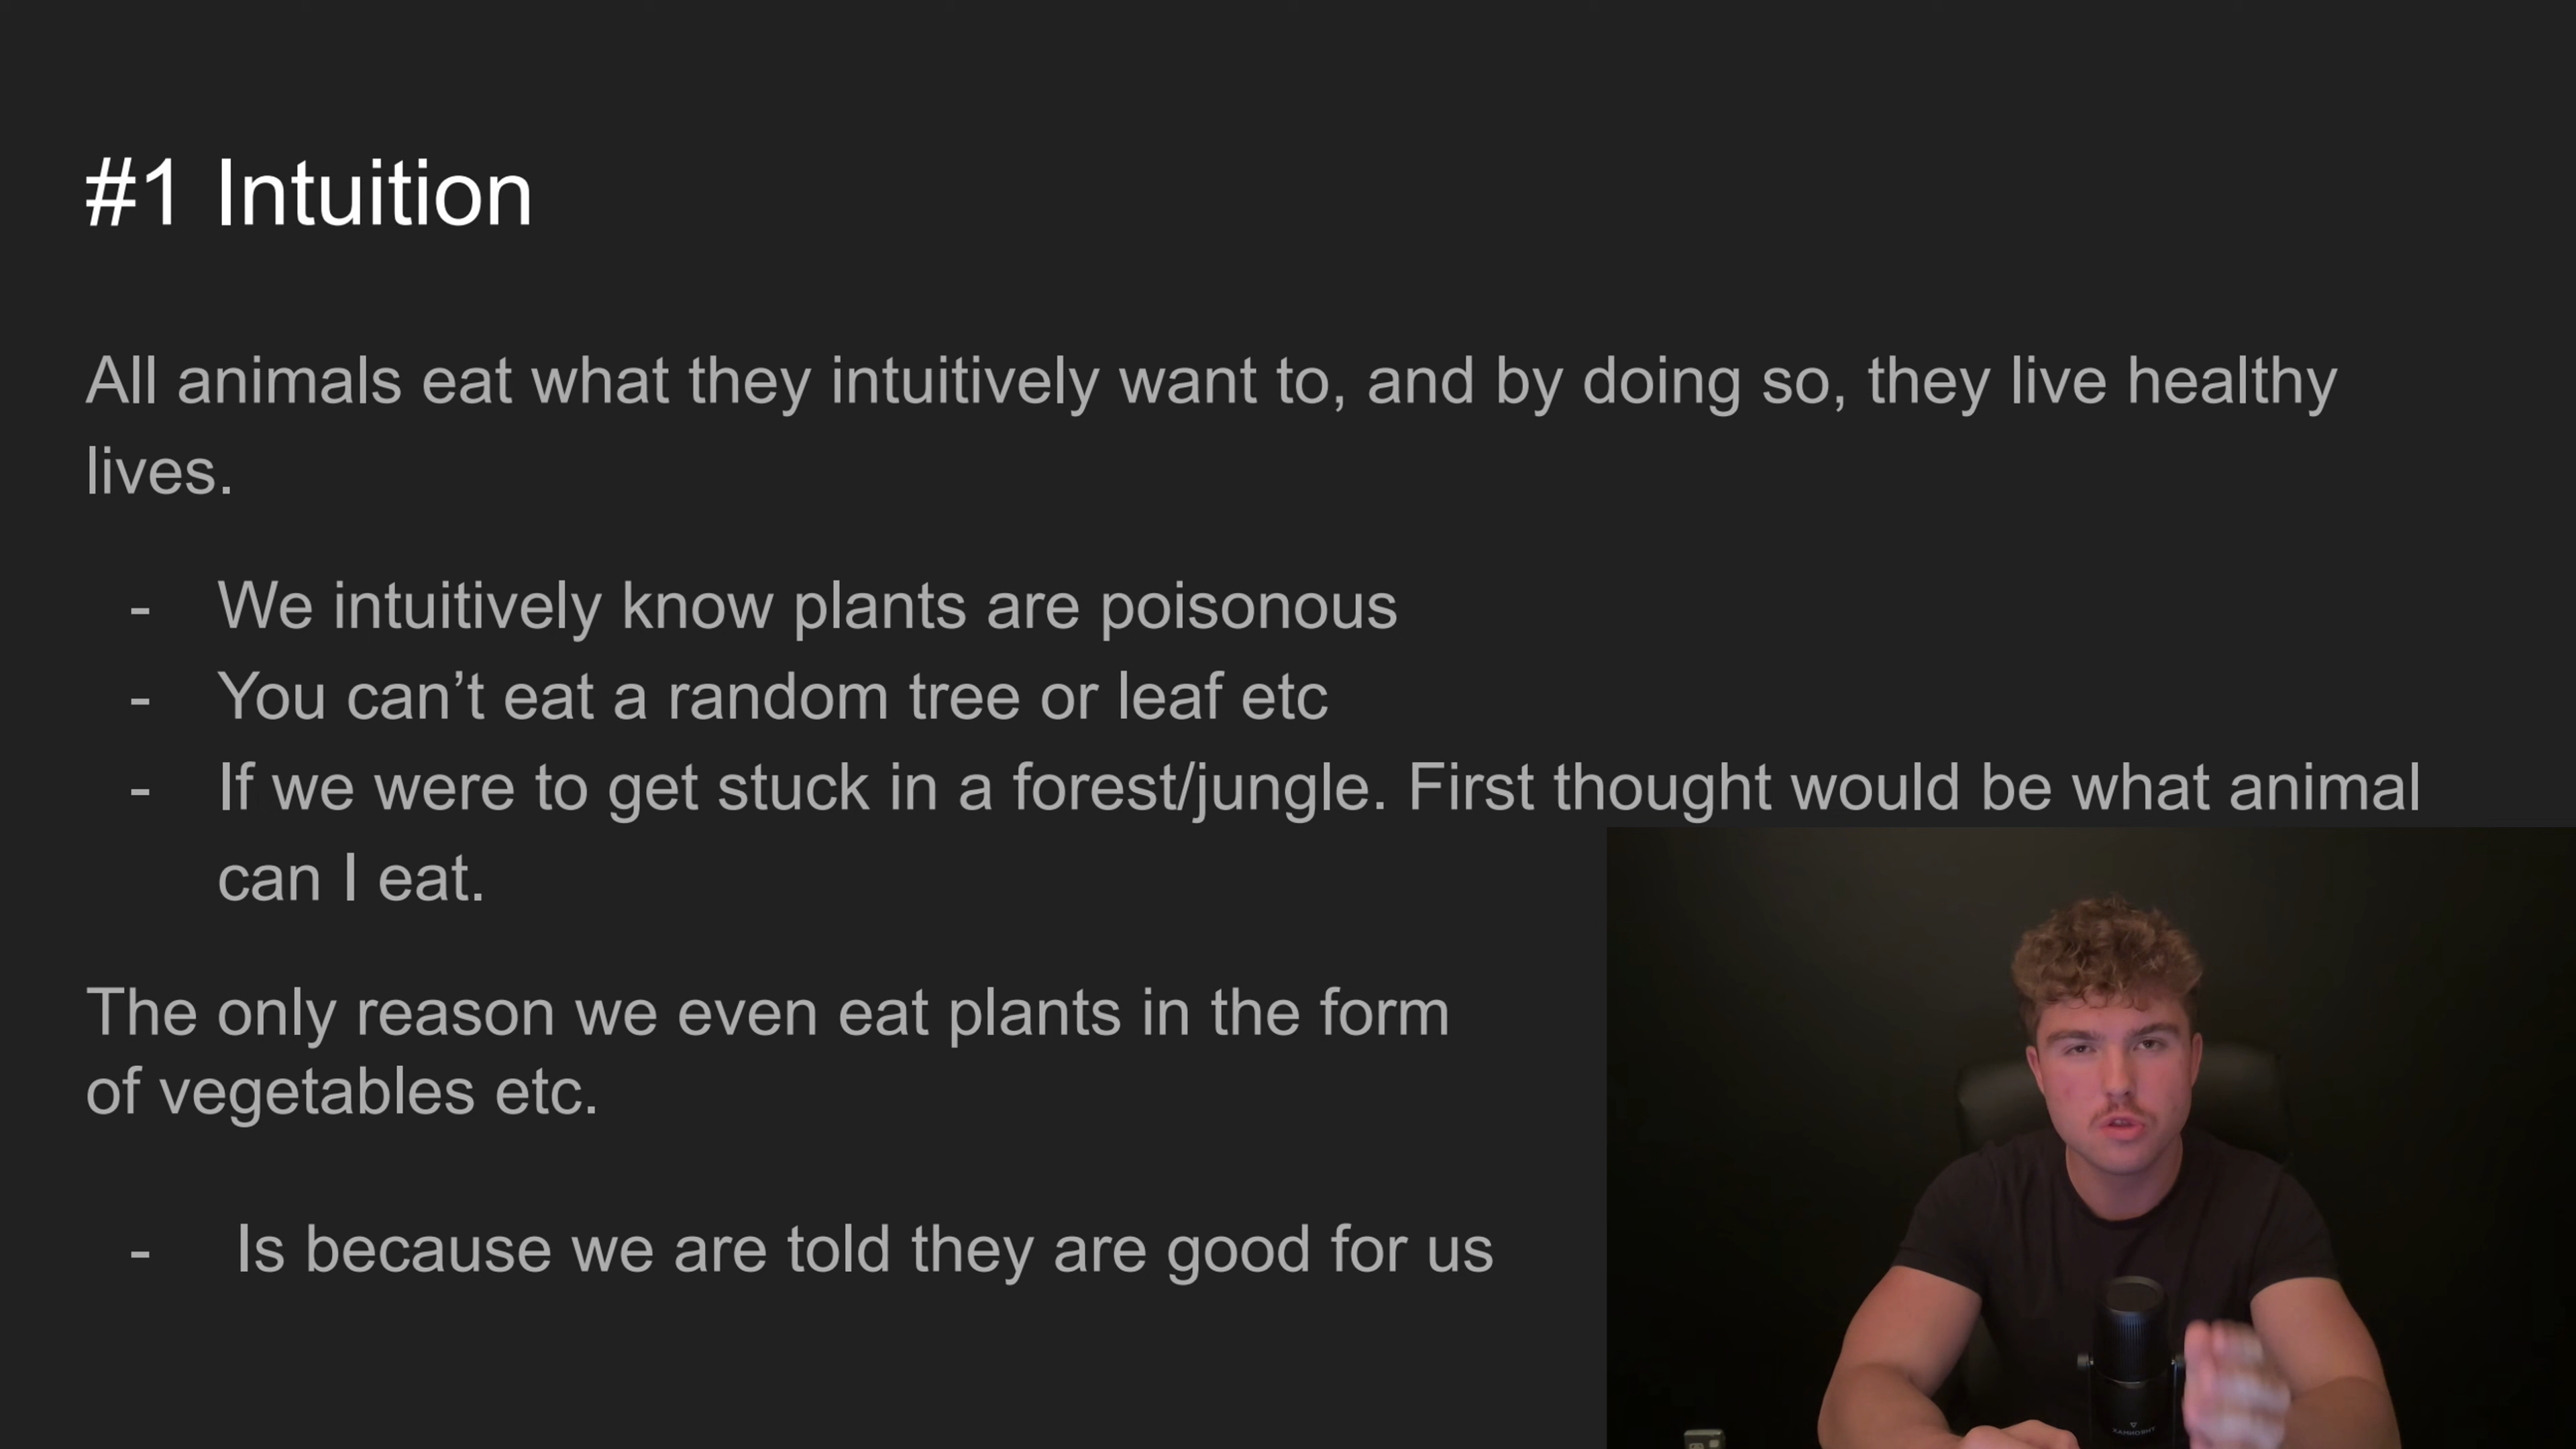 #1 Intuition
All animals eat what they intuitively want to, and by doing so, they live healthy
lives.
- We intuitively know plants are poisonous
- You can’t eat a random tree or leaf etc
- If we were to get stuck in a forest/jungle. First thought would be what animal
can I eat.
The only reason we even eat plants in the form
of vegetables etc.
- Is because we are told they are good for us